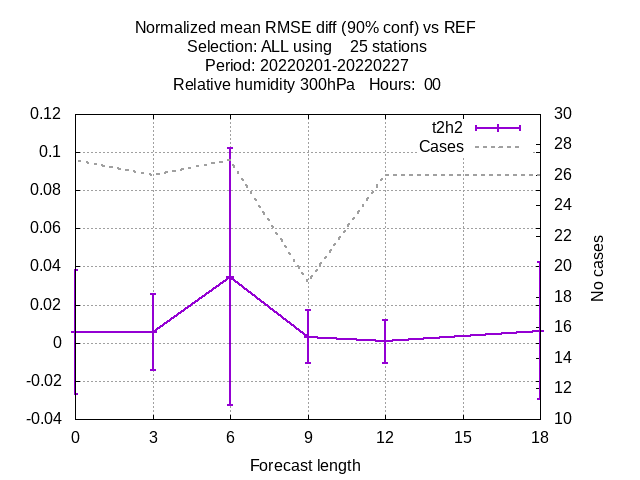 Normalized mean RMSE diff (90% conf) vs REF
Selection: ALL using    25 stations
Period: 20220201-20220227
Relative humidity 300hPa   Hours:  00
t2h2
Cases
0.12
0.1
0.08
0.06
0.04
0.02
0
-0.02
-0.04
30
28
26
24
22
20
18
16
14
12
10
No cases
0 3 6 9 12 15 18
Forecast length